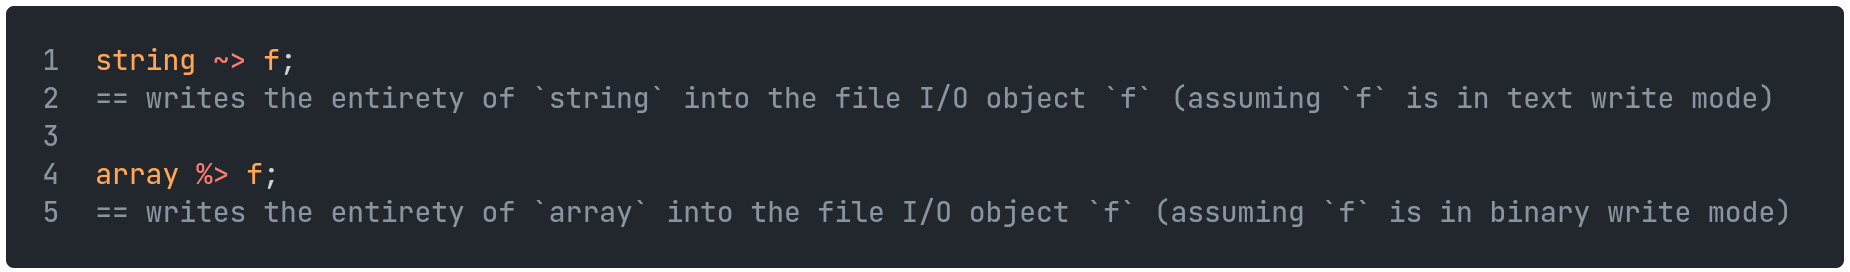 1 string ~> f;
2 == writes the entirety of `string` into the file I/O object `f` (assuming `f` is in text write mode)
3
4 array %> f;
5 == writes the entirety of `array` into the file I/O object `f` (assuming `f` is in binary write mode)